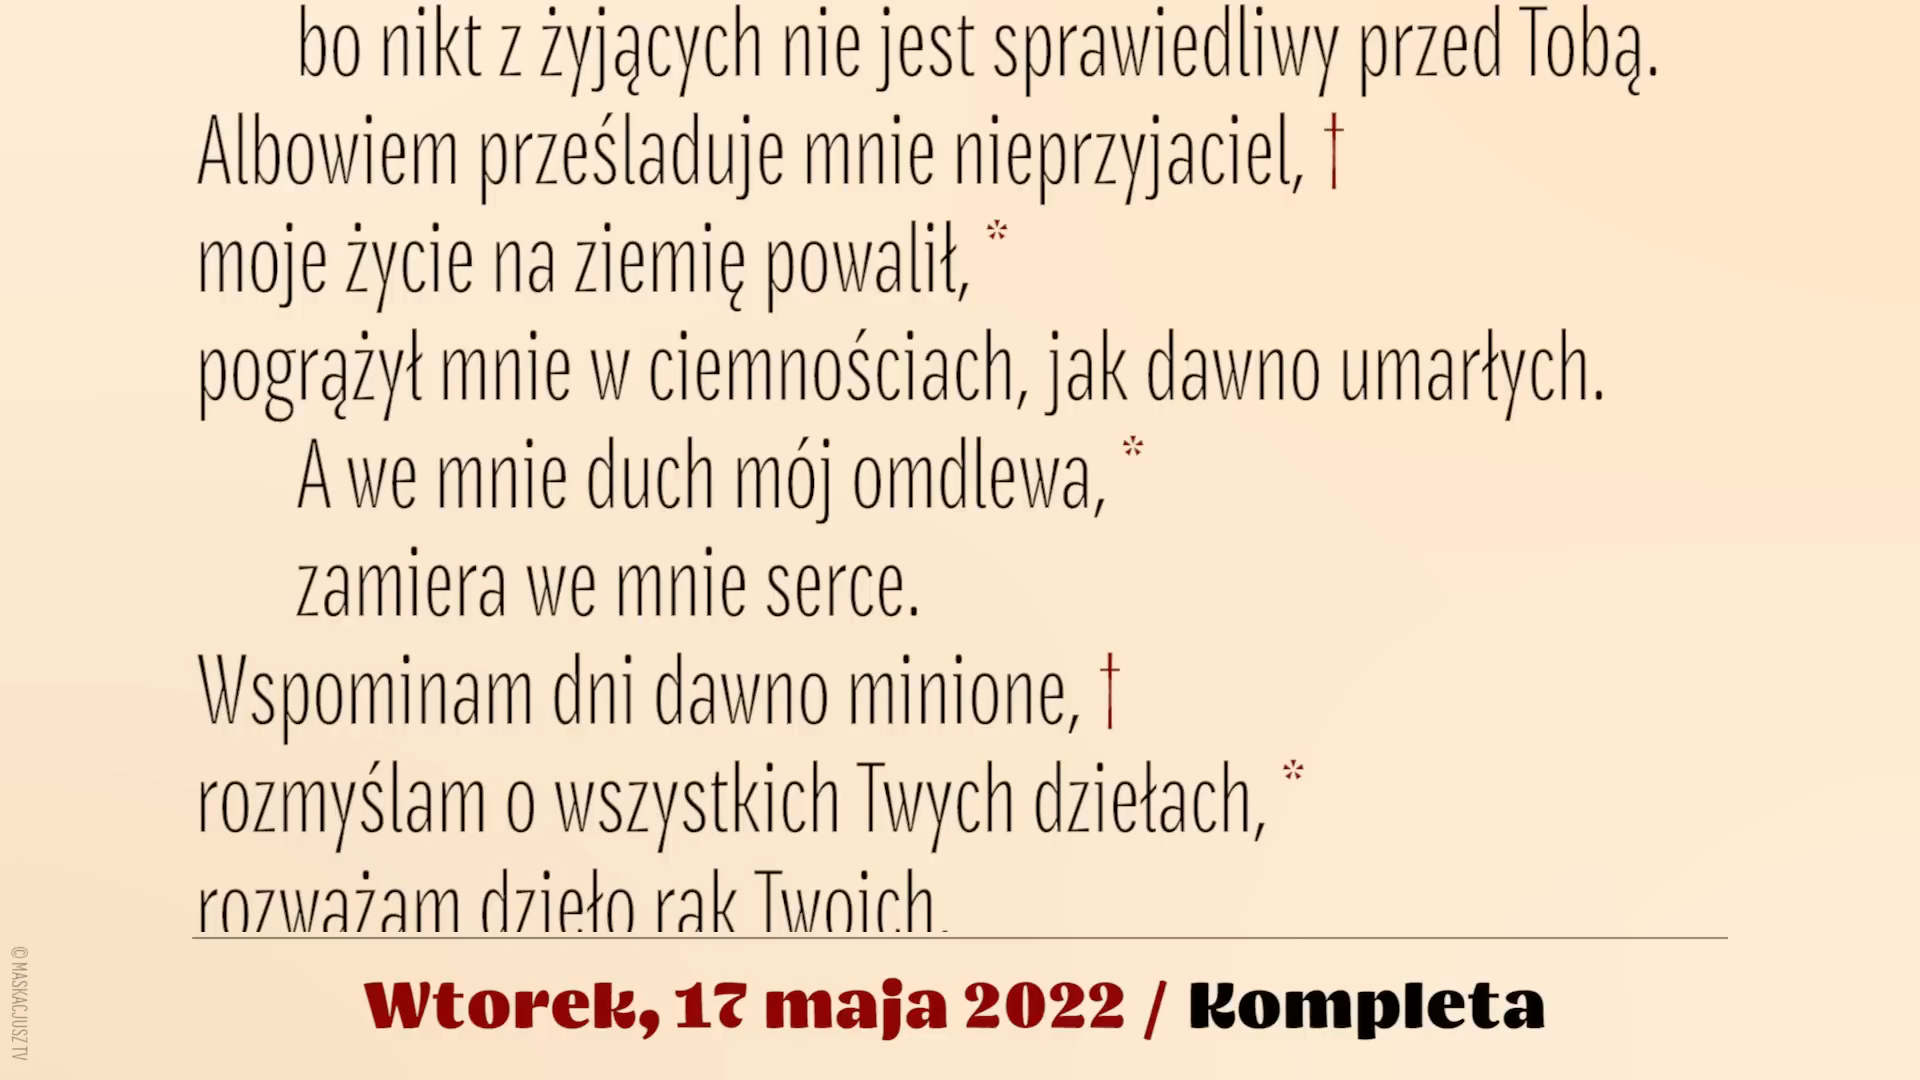 bo nikt z żyjących nie jest sprawiedliwy przed Tobą.
Albowiem prześladuje mnie nieprzyjaciel, †
moje życie na ziemię powalił, *
pogrążył mnie w ciemnościach, jak dawno umarłych.
A we mnie duch mój omdlewa, *
zamiera we mnie serce.
Wspominam dni dawno minione, †
rozmyślam o wszystkich Twych dziełach, *
rozważam dzieło rąk Twoich.
Wtorek, 17 maja 2022 / Kompleta
© MASKACJUSZ TV